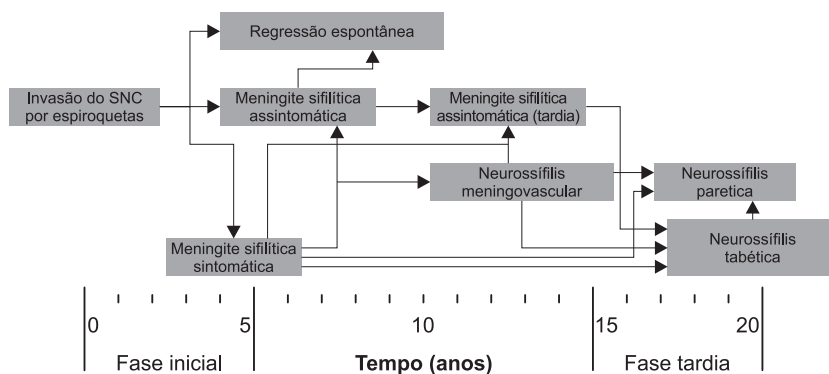 Regressão espontânea
Invasão do SNC
por espiroquetas
Meningite sifilítica
assintomática
Meningite sifilítica
assintomática (tardia)
Neurossífilis
meningovascular
Neurossífilis
paretica
Meningite sifilítica
sintomática
Neurossífilis
tabética
0
5
10
15
20
Fase inicial
Tempo (anos)
Fase tardia